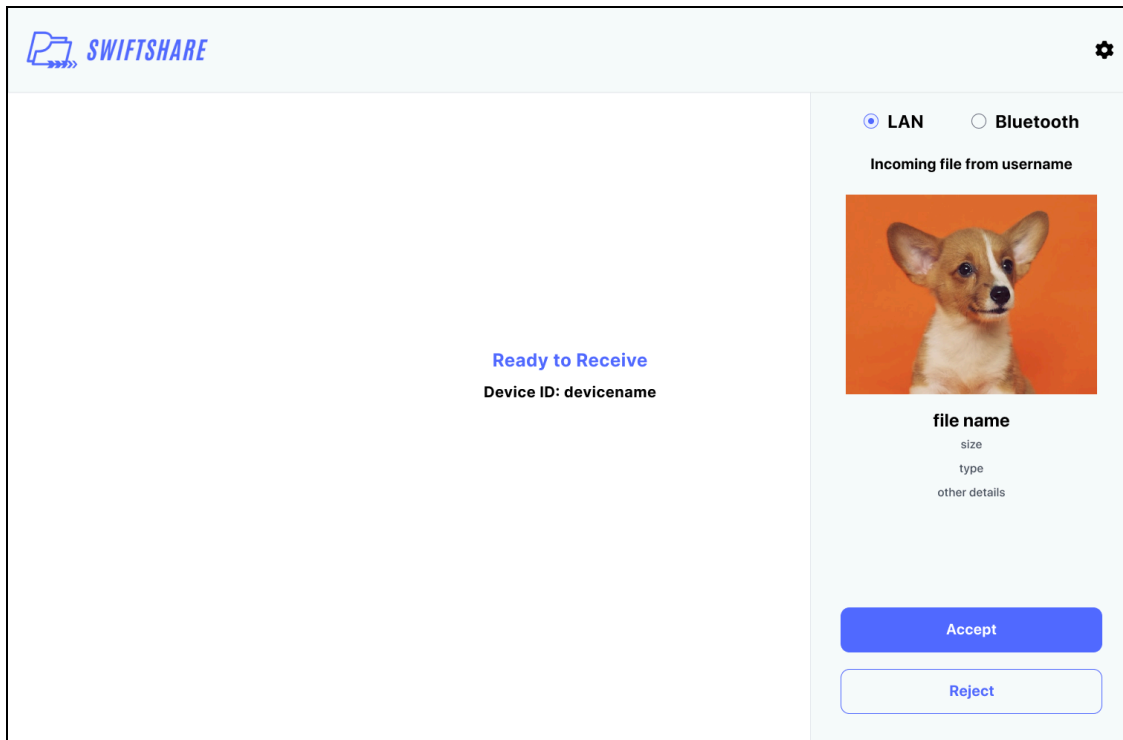 SWIFTSHARE
LAN
Bluetooth
Incoming file from username
Ready to Receive
Device ID: devicename
file name
size
type
other details
Accept
Reject